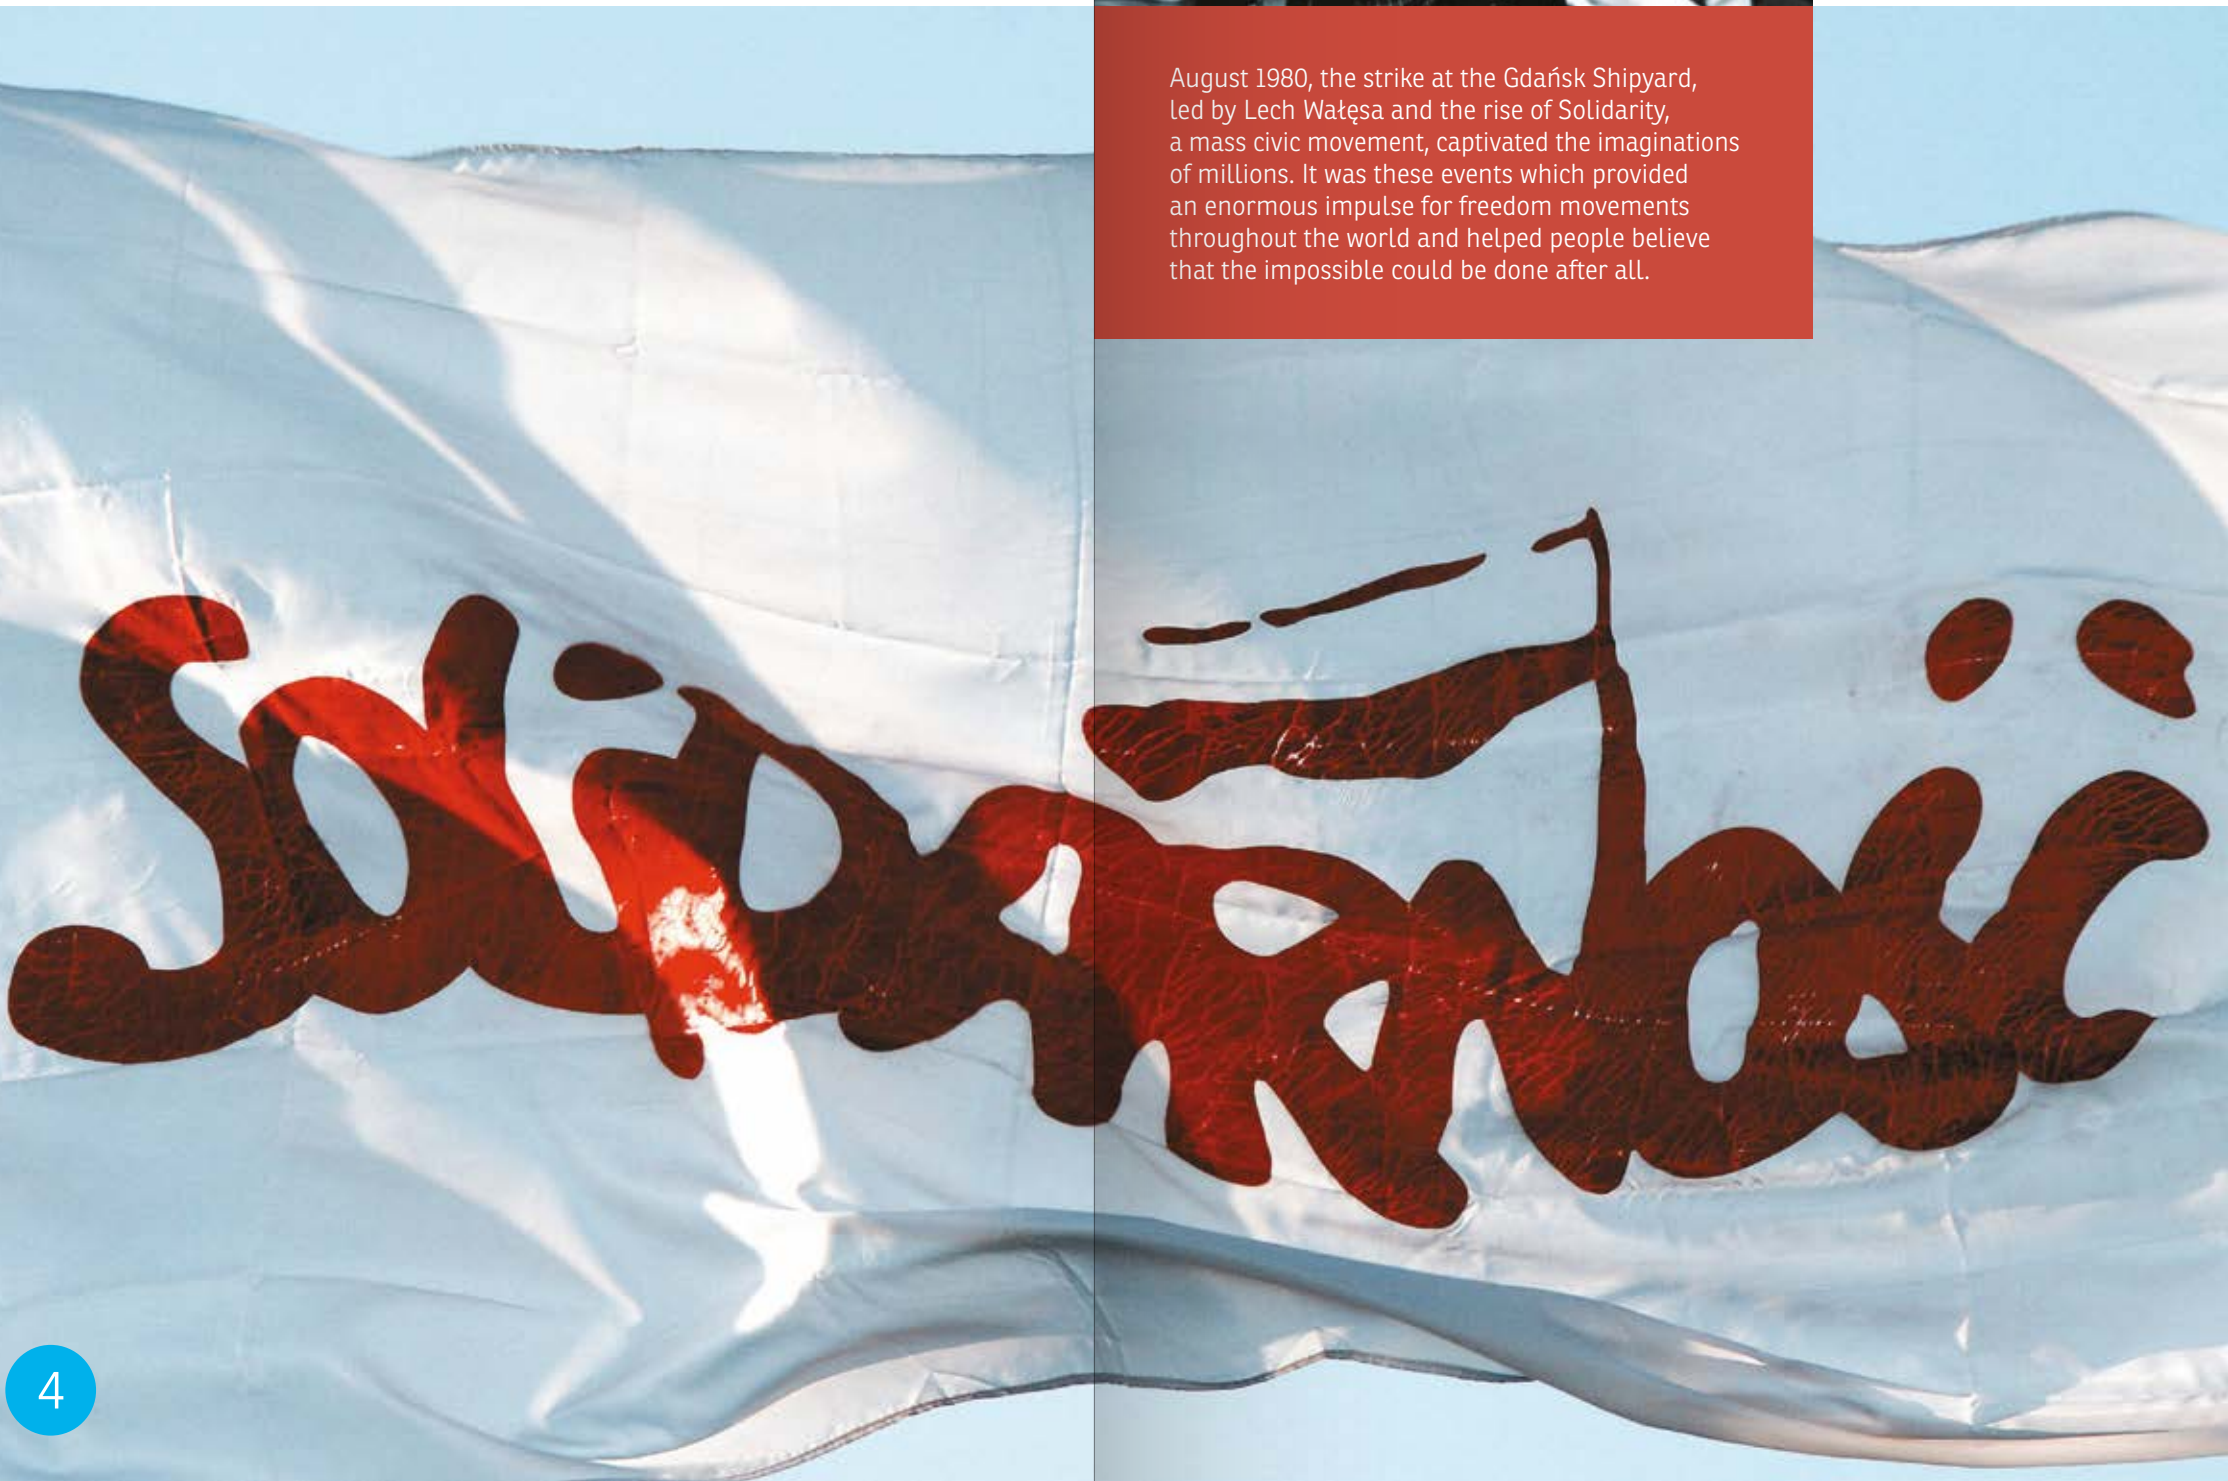 August 1980, the strike at the Gdańsk Shipyard,
led by Lech Wałęsa and the rise of Solidarity,
a mass civic movement, captivated the imaginations
of millions. It was these events which provided
an enormous impulse for freedom movements
throughout the world and helped people believe
that the impossible could be done after all.
Solidarność
4